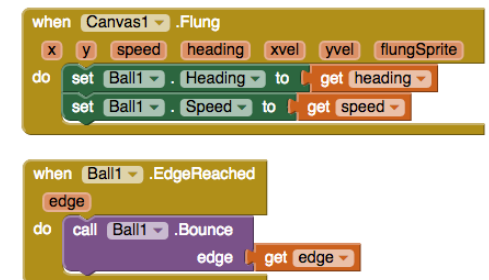 when Canvas1 .Flung
x y speed heading xvel yvel flungSprite
do set Ball1 . Heading to get heading
set Ball1 . Speed to get speed
when Ball1 .EdgeReached
edge
do call Ball1 .Bounce
edge get edge